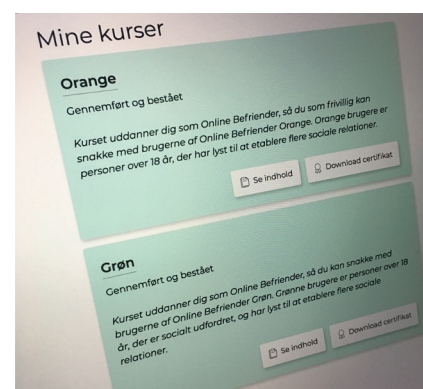 Mine kurser
Orange
Gennemført og bestået
Kurset uddanner dig som Online Befriender, så du som frivillig kan
snakke med brugerne af Online Befriender Orange. Orange brugere er
personer over 18 år, der har lyst til at etablere flere sociale relationer.
Se indhold
Download certifikat
Grøn
Gennemført og bestået
Kurset uddanner dig som Online Befriender, så du kan snakke med
brugerne af Online Befriender Grøn. Grønne brugere er personer over 18
år, der er socialt udfordret, og har lyst til at etablere flere sociale
relationer.
Se indhold
Download certifikat